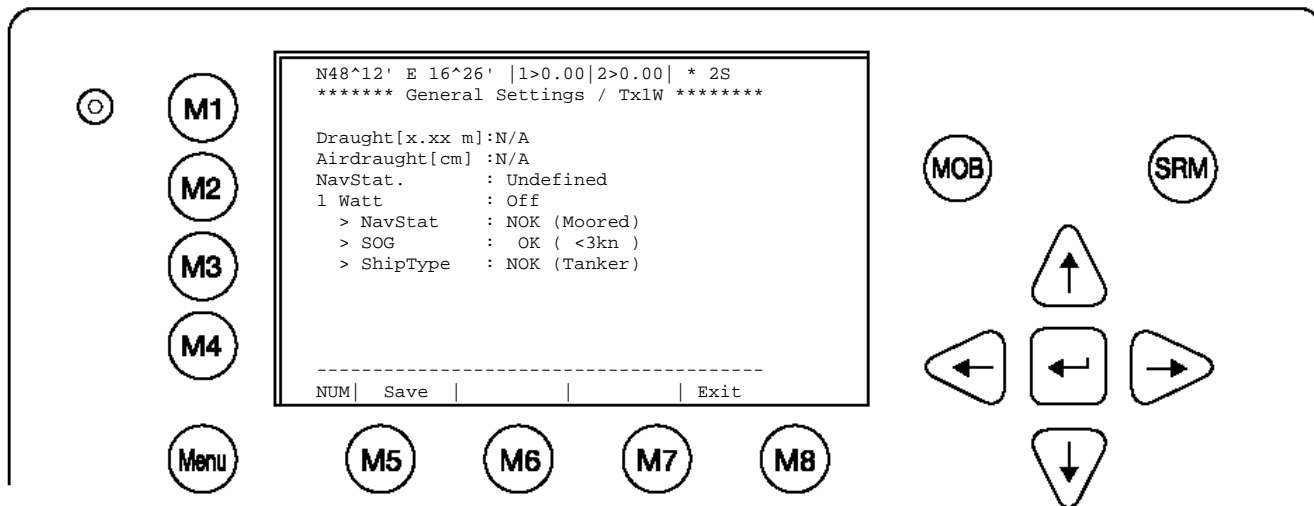 N48^12' E 16^26' |1>0.00|2>0.00| * 2S
******* General Settings / Tx1W ********
Draught[x.xx m]:N/A
Airdraught[cm] :N/A
NavStat. : Undefined
1 Watt : Off
> NavStat : NOK (Moored)
> SOG : OK ( <3kn )
> ShipType : NOK (Tanker)
----------------------------------------
NUM| Save | | | Exit
M1
M2
M3
M4
Menu
M5
M6
M7
M8
MOB
SRM